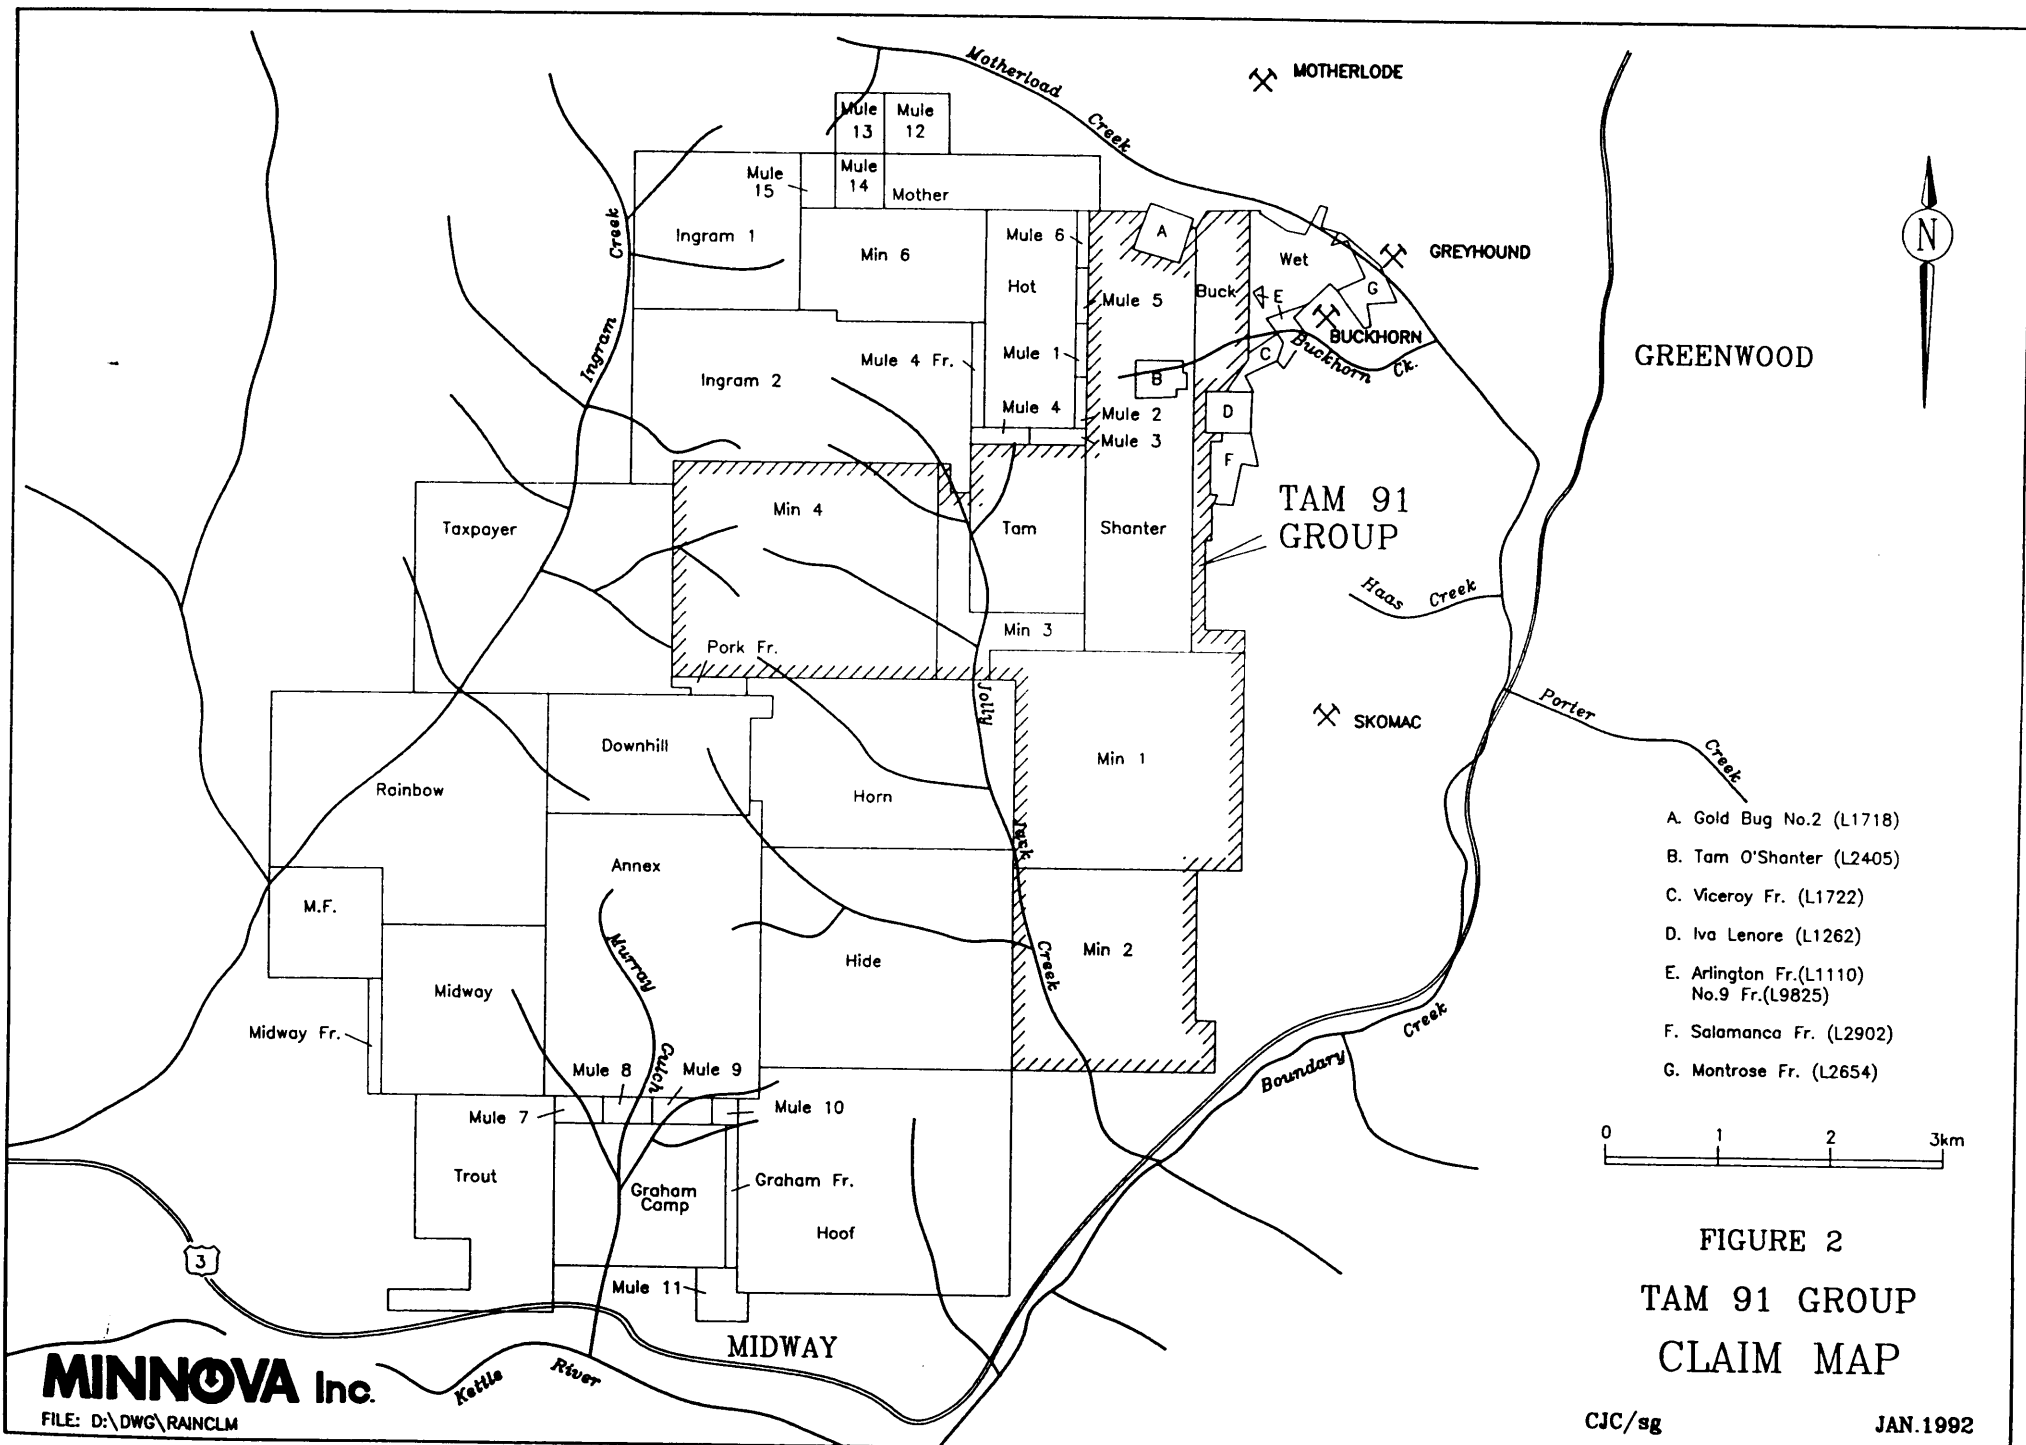 Motherload Creek
MOTHERLODE
Mule
13
Mule
12
Mule
15
Mule
14
Mother
Ingram Creek
Ingram 1
Min 6
Mule 6
Hot
A
Wet
GREYHOUND
N
Mule 5
Buck
E
G
BUCKHORN
Buckhorn Ck.
GREENWOOD
Mule 4 Fr.
Mule 1
C
Ingram 2
B
Mule 4
Mule 2
D
Mule 3
F
Taxpayer
Min 4
Tam
Shanter
TAM 91
GROUP
Haas Creek
Min 3
Pork Fr.
Jolly Jack Creek
Porter Creek
SKOMAC
Downhill
Min 1
Rainbow
Horn
Annex
M.F.
Murray Gulch
Hide
Min 2
Midway
Midway Fr.
Boundary Creek
Mule 8
Mule 9
Mule 7
Mule 10
Trout
Graham
Camp
Graham Fr.
Hoof
3
Mule 11
MIDWAY
Kettle River
A. Gold Bug No.2 (L1718)
B. Tam O'Shanter (L2405)
C. Viceroy Fr. (L1722)
D. Iva Lenore (L1262)
E. Arlington Fr.(L1110)
No.9 Fr.(L9825)
F. Salamanca Fr. (L2902)
G. Montrose Fr. (L2654)
0 1 2 3km
FIGURE 2
TAM 91 GROUP
CLAIM MAP
MINNOVA Inc.
FILE: D:\DWG\RAINCLM
CJC/sg
JAN.1992